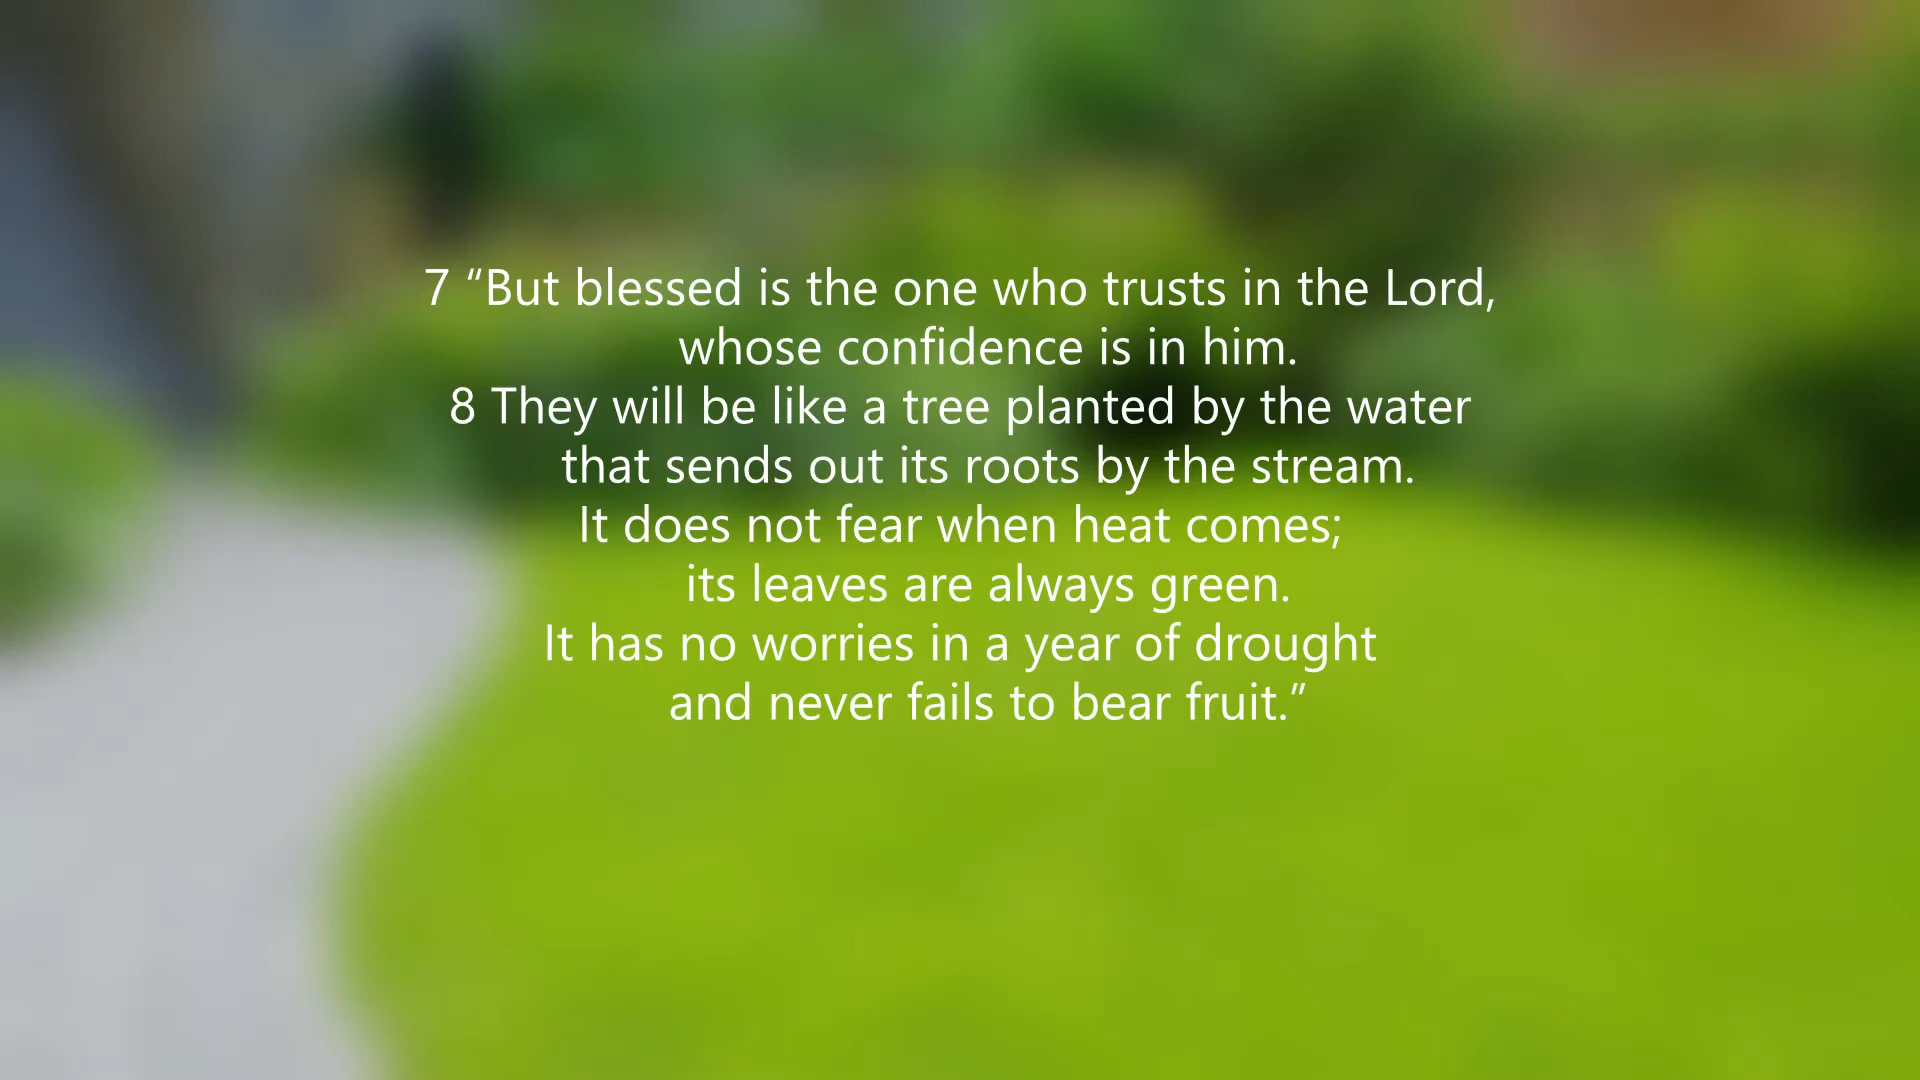 7 “But blessed is the one who trusts in the Lord,
whose confidence is in him.
8 They will be like a tree planted by the water
that sends out its roots by the stream.
It does not fear when heat comes;
its leaves are always green.
It has no worries in a year of drought
and never fails to bear fruit.”